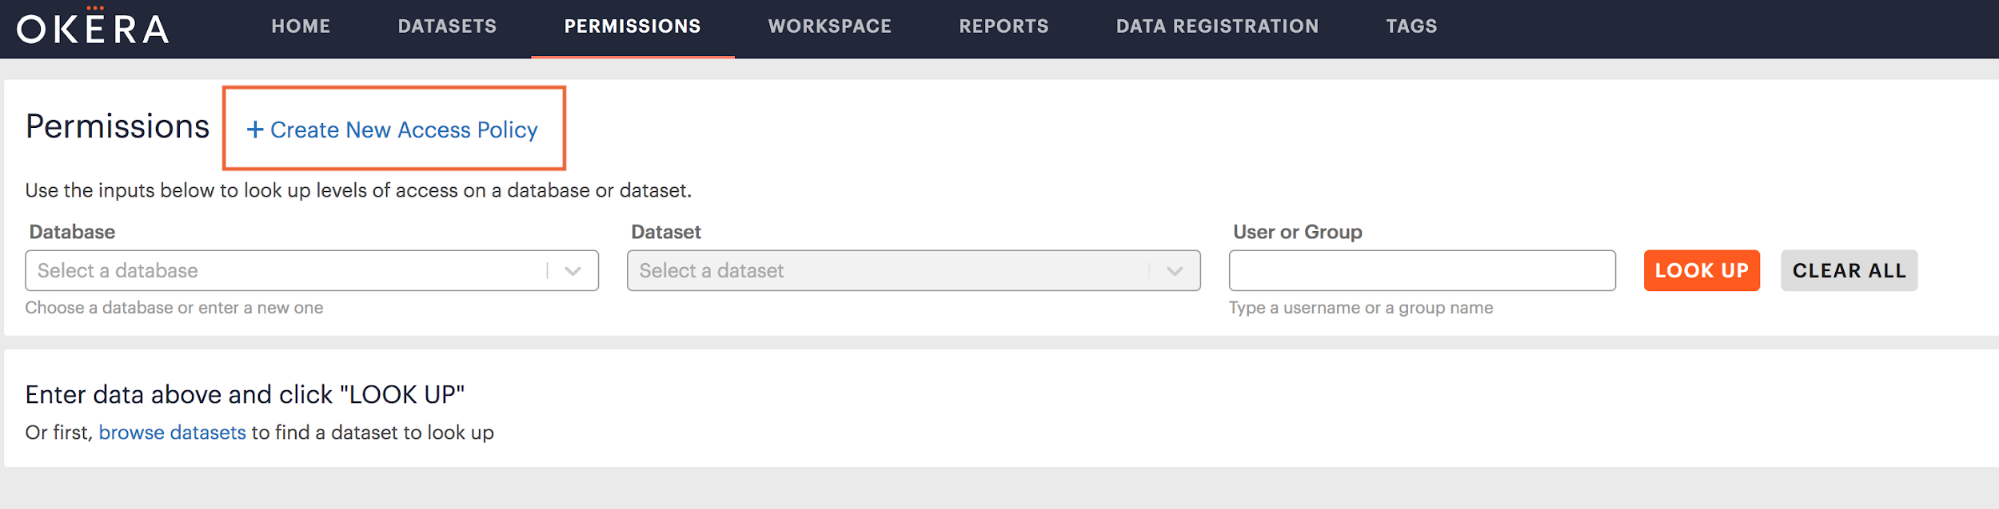 OKERA HOME DATASETS PERMISSIONS WORKSPACE REPORTS DATA REGISTRATION TAGS
Permissions + Create New Access Policy
Use the inputs below to look up levels of access on a database or dataset.
Database Dataset User or Group
Select a database Select a dataset LOOK UP CLEAR ALL
Choose a database or enter a new one Type a username or a group name
Enter data above and click "LOOK UP"
Or first, browse datasets to find a dataset to look up